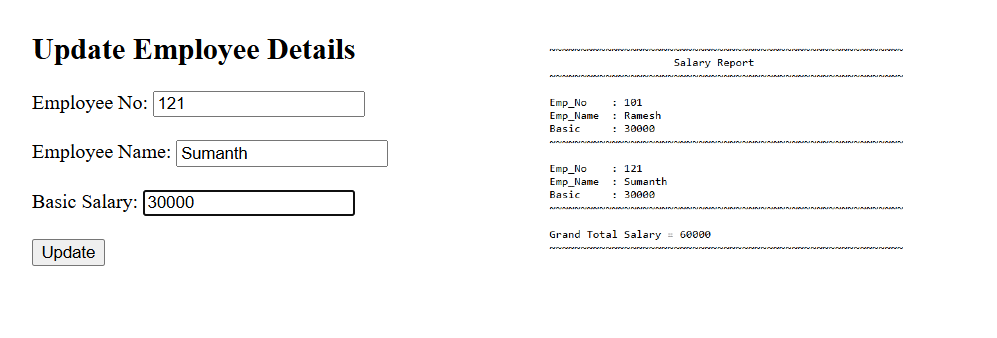 Update Employee Details
Employee No: 121
Employee Name: Sumanth
Basic Salary: 30000
Update
~~~~~~~~~~~~~~~~~~~~~~~~~~~~~~~~~~~~~~~~~~~~~~~~~~~~~~~~~
Salary Report
~~~~~~~~~~~~~~~~~~~~~~~~~~~~~~~~~~~~~~~~~~~~~~~~~~~~~~~~~
Emp_No : 101
Emp_Name : Ramesh
Basic : 30000
~~~~~~~~~~~~~~~~~~~~~~~~~~~~~~~~~~~~~~~~~~~~~~~~~~~~~~~~~
Emp_No : 121
Emp_Name : Sumanth
Basic : 30000
~~~~~~~~~~~~~~~~~~~~~~~~~~~~~~~~~~~~~~~~~~~~~~~~~~~~~~~~~
Grand Total Salary = 60000
~~~~~~~~~~~~~~~~~~~~~~~~~~~~~~~~~~~~~~~~~~~~~~~~~~~~~~~~~